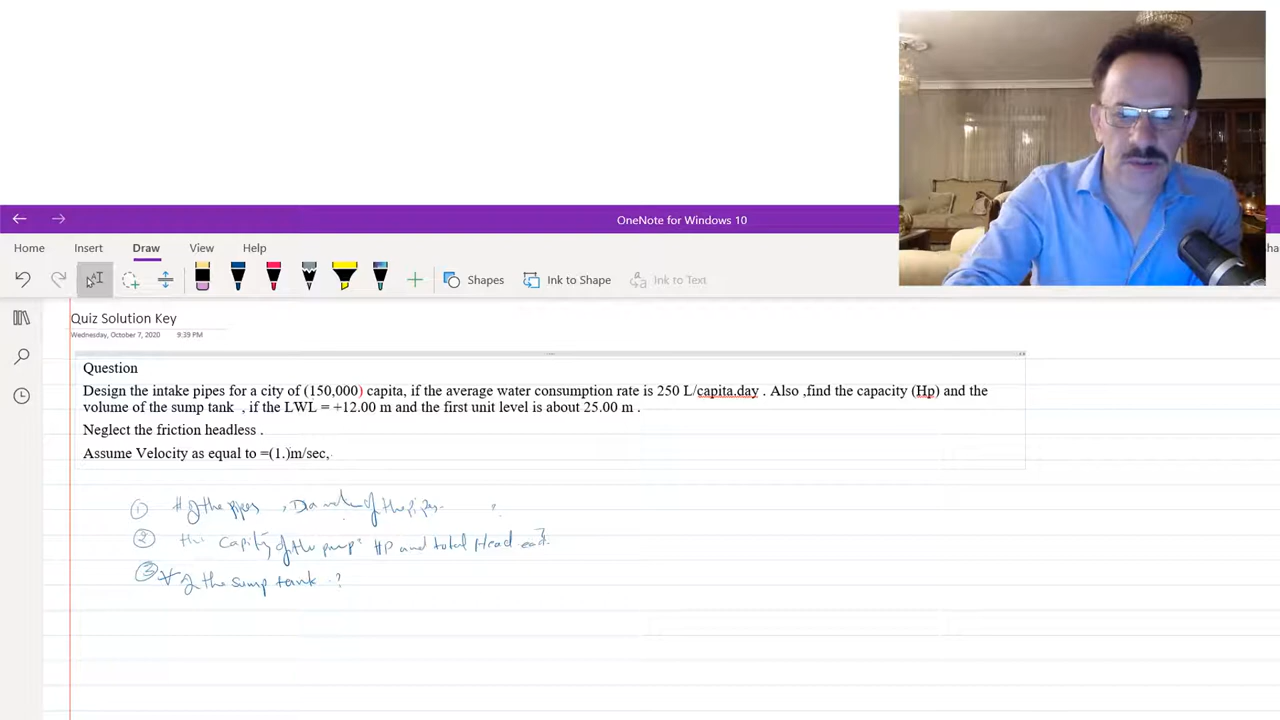 OneNote for Windows 10
Home Insert Draw View Help
Shapes Ink to Shape Ink to Text
Quiz Solution Key
Wednesday, October 7, 2020 9:39 PM
Question
Design the intake pipes for a city of (150,000) capita, if the average water consumption rate is 250 L/capita.day . Also ,find the capacity (Hp) and the
volume of the sump tank , if the LWL = +12.00 m and the first unit level is about 25.00 m .
Neglect the friction headless .
Assume Velocity as equal to =(1.)m/sec,
① # of the pipes , of the pipes. ?
② the of the pump HP and total Head
③ ∀ of the sump tank ?